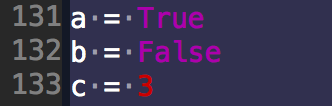 131 a = True
132 b = False
133 c = 3